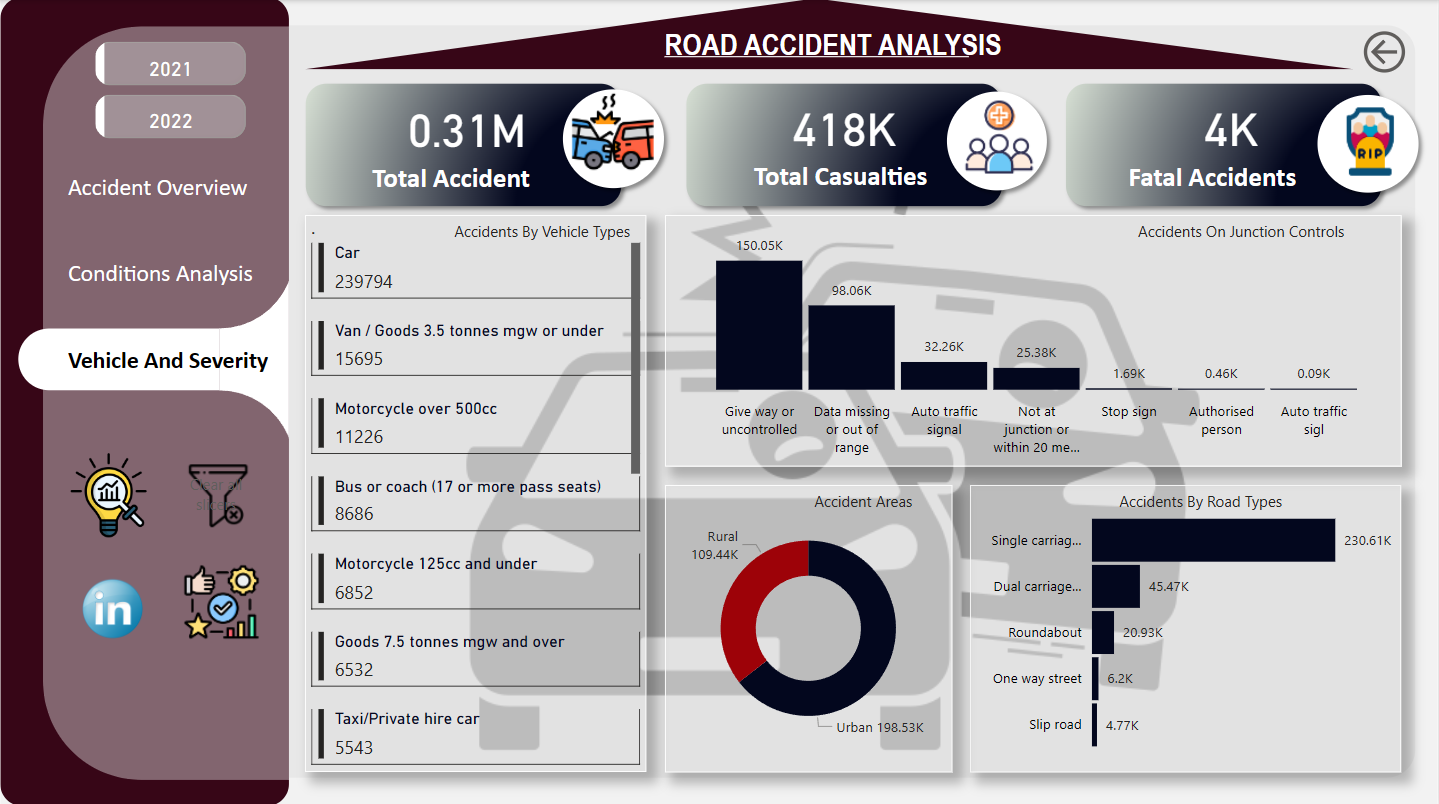 ROAD ACCIDENT ANALYSIS
2021
2022
Accident Overview
Conditions Analysis
Vehicle And Severity
Clear all
slicers
in
0.31M
Total Accident
418K
Total Casualties
4K
Fatal Accidents
RIP
.
Accidents By Vehicle Types
Car
239794
Van / Goods 3.5 tonnes mgw or under
15695
Motorcycle over 500cc
11226
Bus or coach (17 or more pass seats)
8686
Motorcycle 125cc and under
6852
Goods 7.5 tonnes mgw and over
6532
Taxi/Private hire car
5543
Accidents On Junction Controls
150.05K
98.06K
32.26K
25.38K
1.69K
0.46K
0.09K
Give way or
uncontrolled
Data missing
or out of
range
Auto traffic
signal
Not at
junction or
within 20 me...
Stop sign
Authorised
person
Auto traffic
sigl
Accident Areas
Rural
109.44K
Urban 198.53K
Accidents By Road Types
Single carriag...
230.61K
Dual carriage...
45.47K
Roundabout
20.93K
One way street
6.2K
Slip road
4.77K